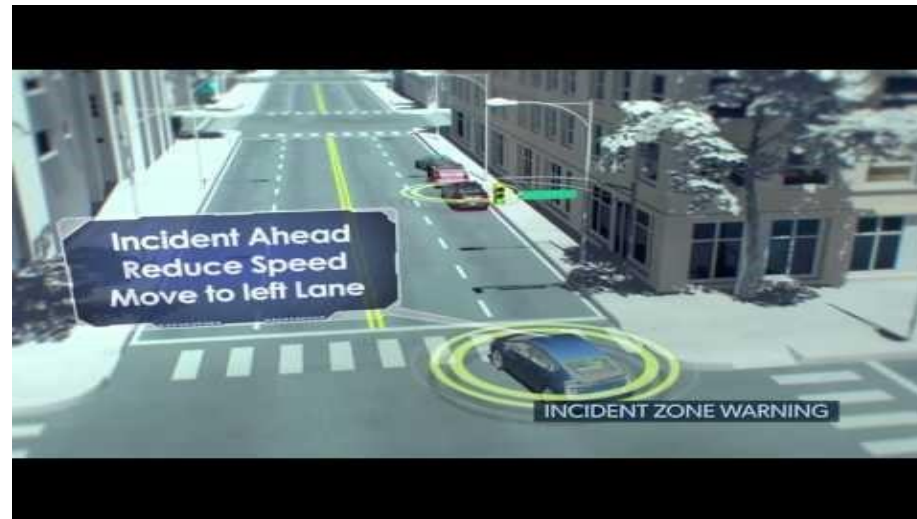 Incident Ahead
Reduce Speed
Move to left Lane
INCIDENT ZONE WARNING